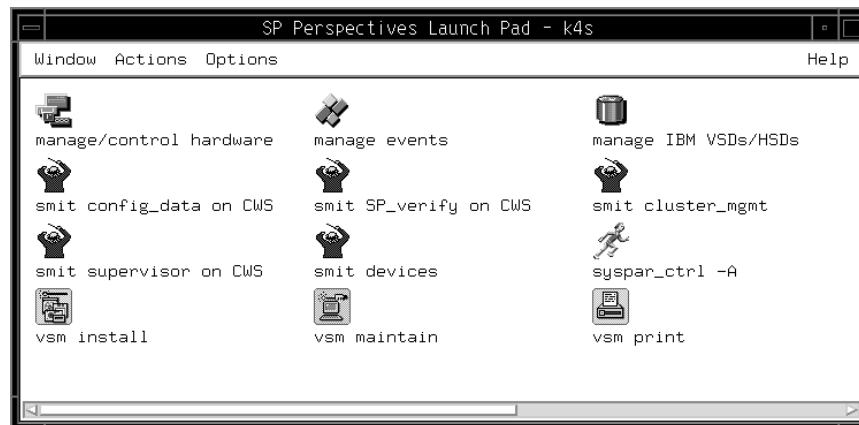 SP Perspectives Launch Pad - k4s
Window Actions Options Help
manage/control hardware manage events manage IBM VSDs/HSDs
smit config_data on CWS smit SP_verify on CWS smit cluster_mgmt
smit supervisor on CWS smit devices syspar_ctrl -A
vsm install vsm maintain vsm print